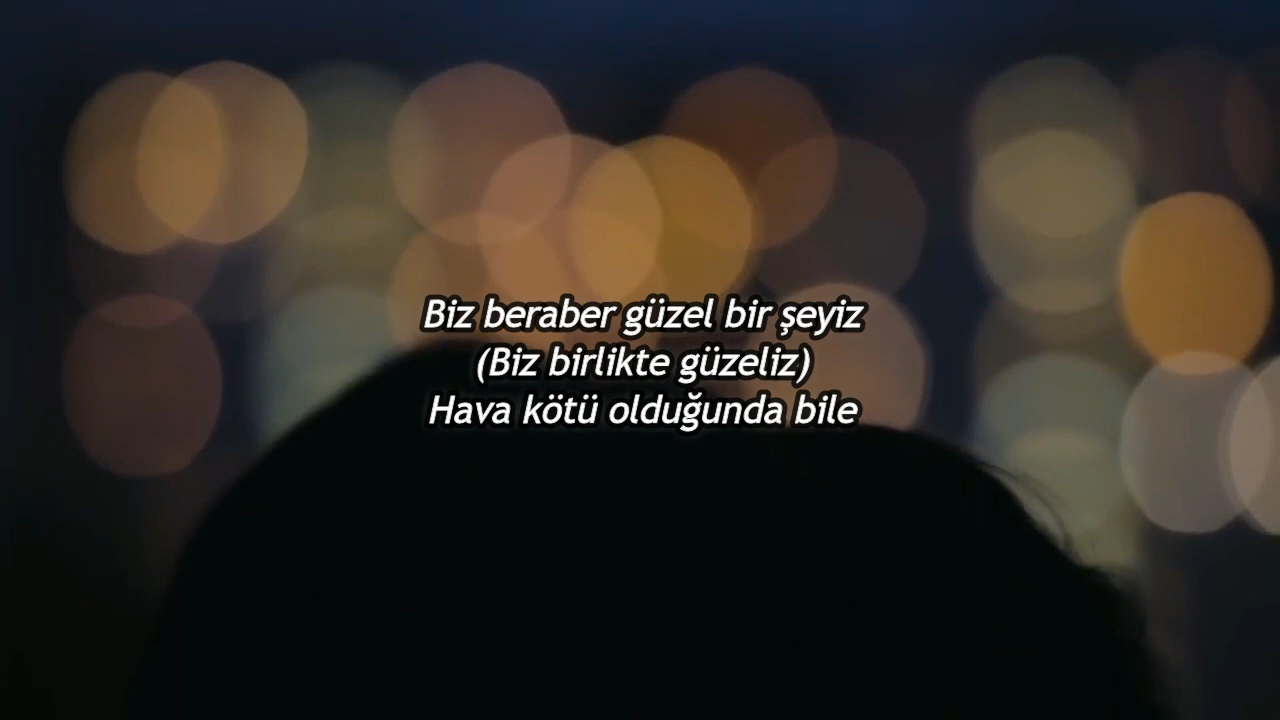 Biz beraber güzel bir şeyiz
(Biz birlikte güzeliz)
Hava kötü olduğunda bile